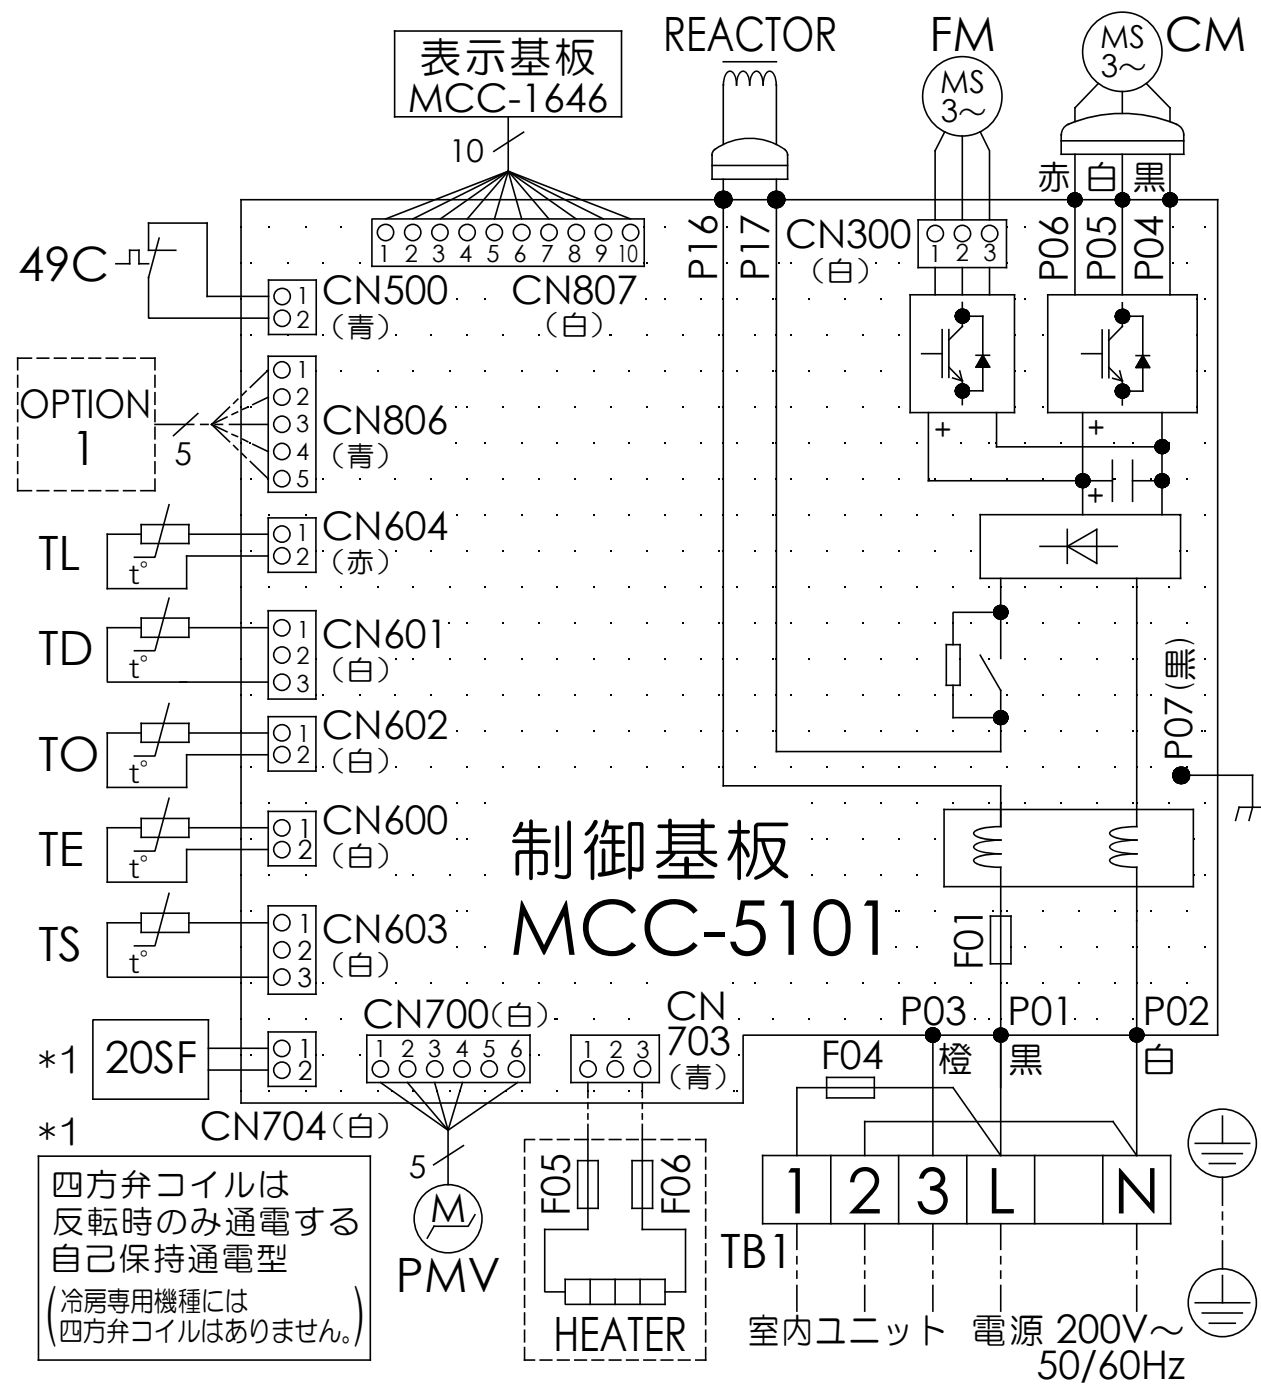 表示基板
MCC-1646
10
REACTOR
FM
MS
3～
CM
MS
3～
赤 白 黒
P16
P17
CN300
（白）
1 2 3
P06
P05
P04
49C
1
2
CN500
（青）
1 2 3 4 5 6 7 8 9 10
CN807
（白）
OPTION
1
5
1
2
3
4
5
CN806
（青）
+
+
+
TL
t°
1
2
CN604
（赤）
TD
t°
1
2
3
CN601
（白）
TO
t°
1
2
CN602
（白）
TE
t°
1
2
CN600
（白）
TS
t°
1
2
3
CN603
（白）
P07（黒）
制御基板
MCC-5101
F01
*1
20SF
1
2
CN704（白）
CN700（白）
1 2 3 4 5 6
5
M
PMV
CN
703
（青）
1 2 3
F05
F06
HEATER
P03
P01
P02
橙
黒
白
F04
1 2 3 L N
TB1
室内ユニット
電源 200V～
50/60Hz
*1
四方弁コイルは
反転時のみ通電する
自己保持通電型
（冷房専用機種には
四方弁コイルはありません。）